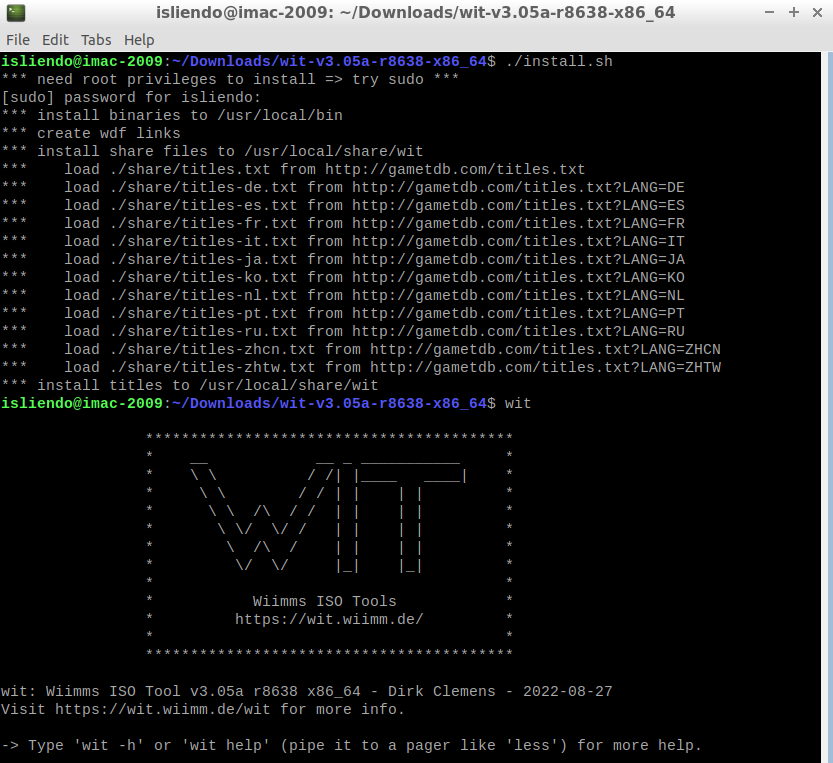 isliendo@imac-2009: ~/Downloads/wit-v3.05a-r8638-x86_64
File Edit Tabs Help
isliendo@imac-2009:~/Downloads/wit-v3.05a-r8638-x86_64$ ./install.sh
*** need root privileges to install => try sudo ***
[sudo] password for isliendo:
*** install binaries to /usr/local/bin
*** create wdf links
*** install share files to /usr/local/share/wit
***    load ./share/titles.txt from http://gametdb.com/titles.txt
***    load ./share/titles-de.txt from http://gametdb.com/titles.txt?LANG=DE
***    load ./share/titles-es.txt from http://gametdb.com/titles.txt?LANG=ES
***    load ./share/titles-fr.txt from http://gametdb.com/titles.txt?LANG=FR
***    load ./share/titles-it.txt from http://gametdb.com/titles.txt?LANG=IT
***    load ./share/titles-ja.txt from http://gametdb.com/titles.txt?LANG=JA
***    load ./share/titles-ko.txt from http://gametdb.com/titles.txt?LANG=KO
***    load ./share/titles-nl.txt from http://gametdb.com/titles.txt?LANG=NL
***    load ./share/titles-pt.txt from http://gametdb.com/titles.txt?LANG=PT
***    load ./share/titles-ru.txt from http://gametdb.com/titles.txt?LANG=RU
***    load ./share/titles-zhcn.txt from http://gametdb.com/titles.txt?LANG=ZHCN
***    load ./share/titles-zhtw.txt from http://gametdb.com/titles.txt?LANG=ZHTW
*** install titles to /usr/local/share/wit
isliendo@imac-2009:~/Downloads/wit-v3.05a-r8638-x86_64$ wit
WIT
Wiimms ISO Tools
https://wit.wiimm.de/
wit: Wiimms ISO Tool v3.05a r8638 x86_64 - Dirk Clemens - 2022-08-27
Visit https://wit.wiimm.de/wit for more info.
-> Type 'wit -h' or 'wit help' (pipe it to a pager like 'less') for more help.